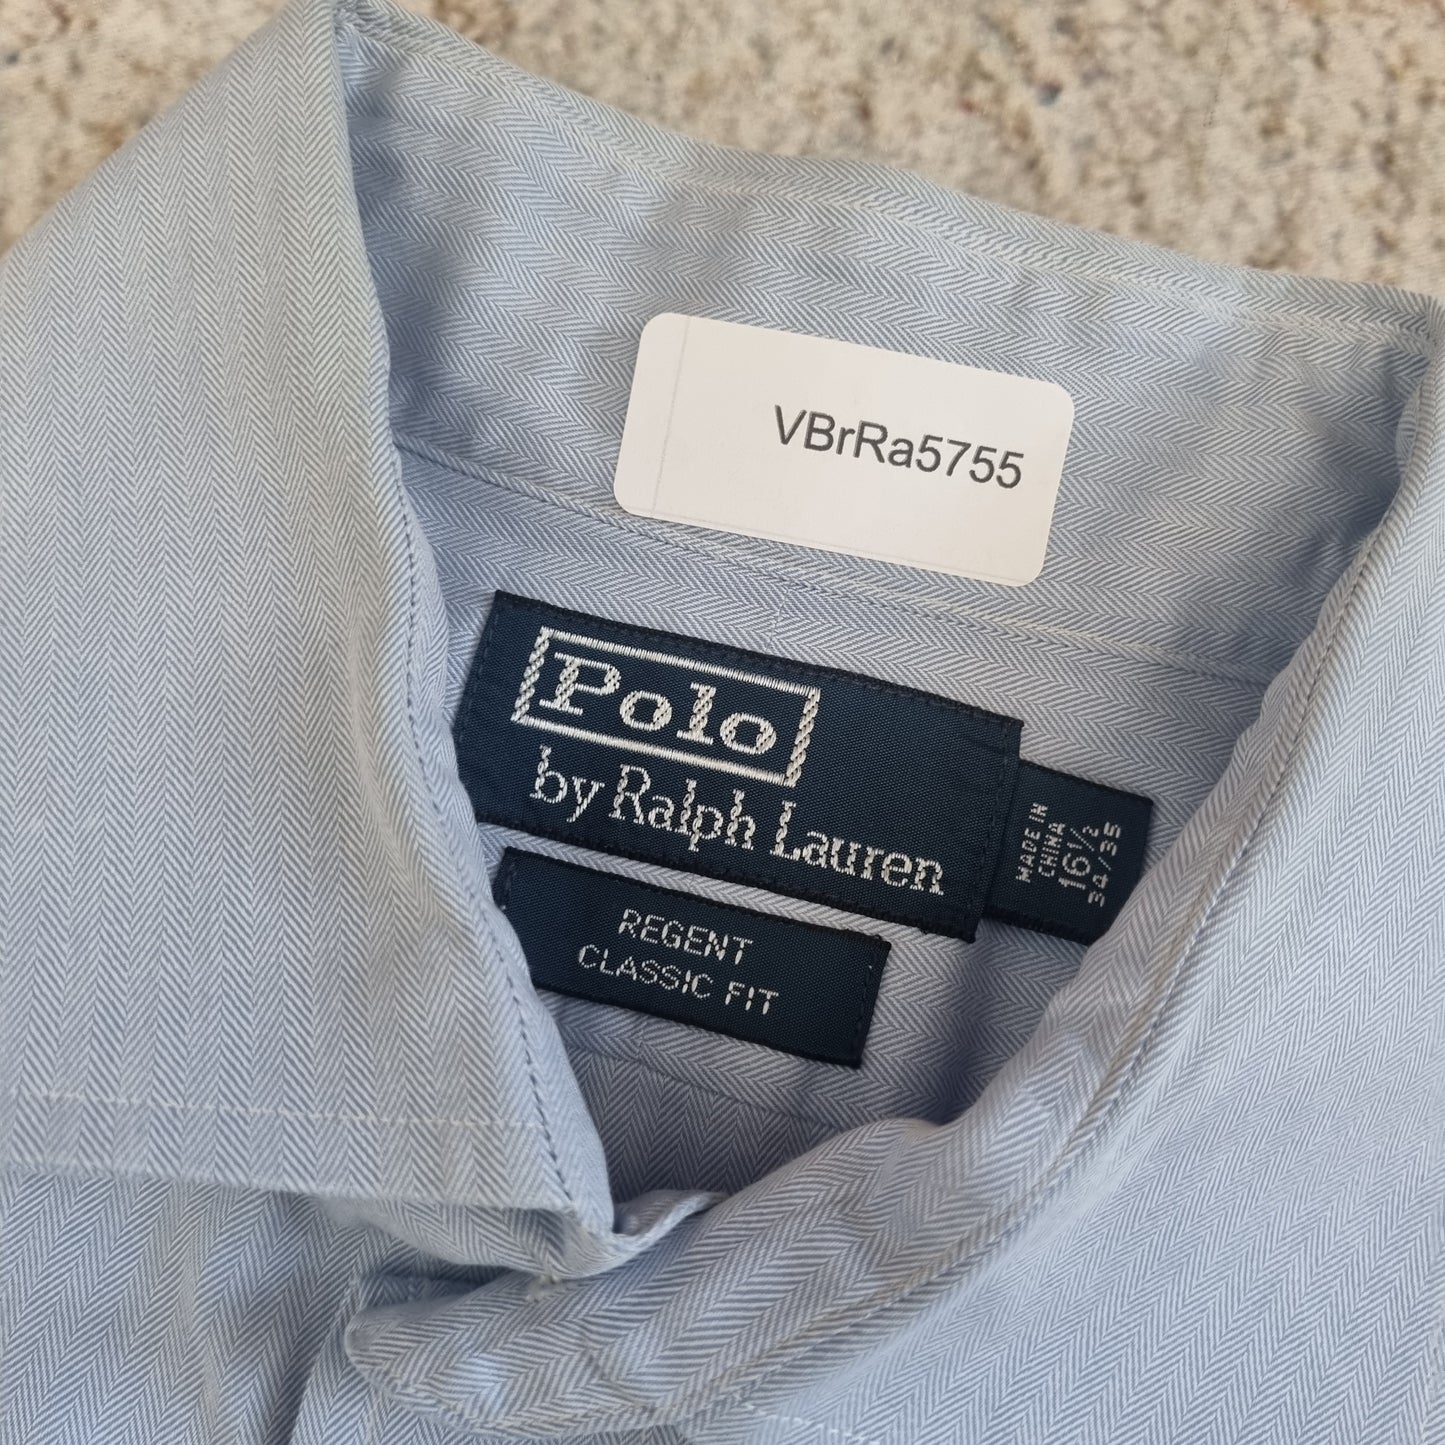 VBrRa5755
Polo
by Ralph Lauren
MADE IN
CHINA
16½
34/35
REGENT
CLASSIC FIT